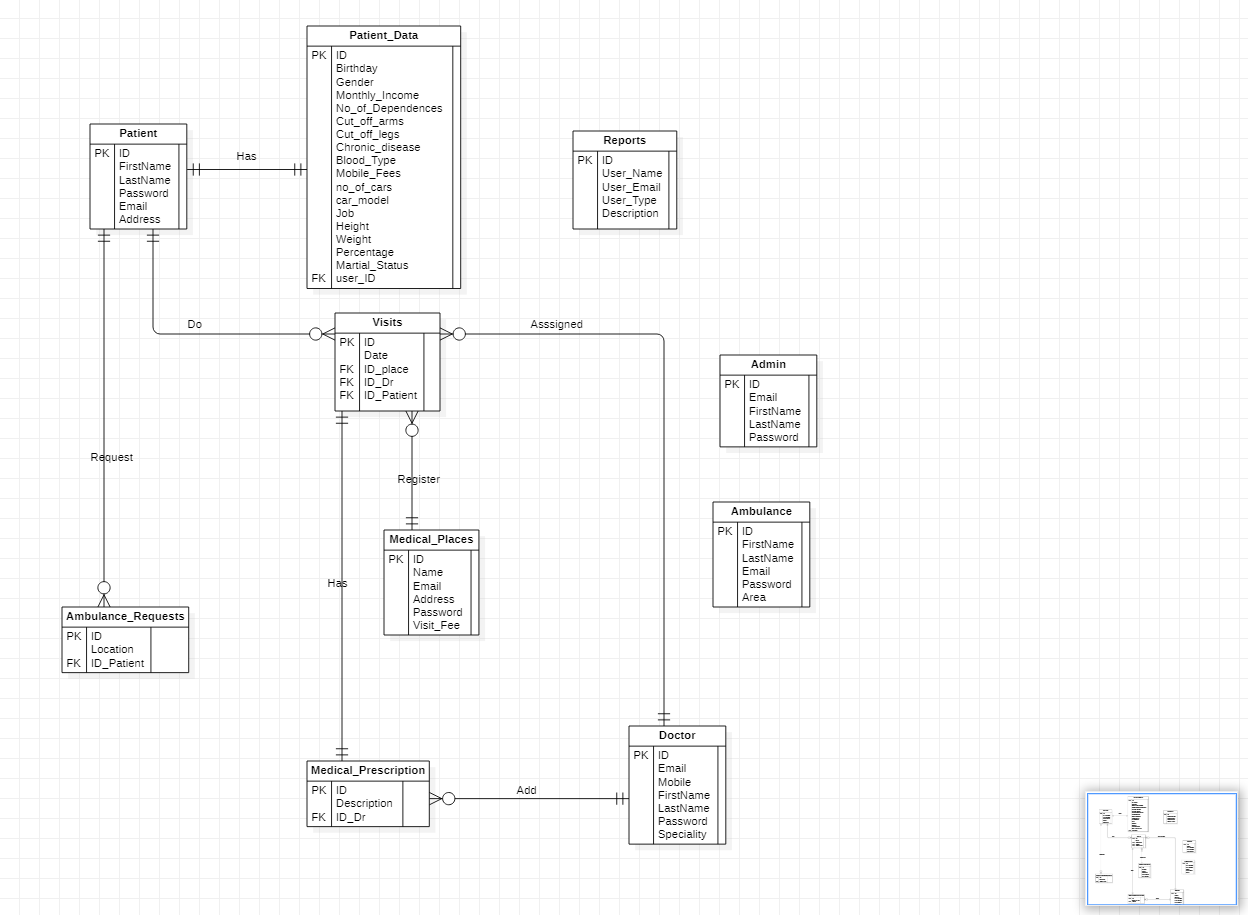 Patient_Data
PK ID
Birthday
Gender
Monthly_Income
No_of_Dependences
Cut_off_arms
Cut_off_legs
Chronic_disease
Blood_Type
Mobile_Fees
no_of_cars
car_model
Job
Height
Weight
Percentage
Martial_Status
FK user_ID
Patient
PK ID
FirstName
LastName
Password
Email
Address
Has
Reports
PK ID
User_Name
User_Email
User_Type
Description
Do
Visits
PK ID
Date
FK ID_place
FK ID_Dr
FK ID_Patient
Asssigned
Admin
PK ID
Email
FirstName
LastName
Password
Request
Register
Ambulance
PK ID
FirstName
LastName
Email
Password
Area
Medical_Places
PK ID
Name
Email
Address
Password
Visit_Fee
Has
Ambulance_Requests
PK ID
Location
FK ID_Patient
Doctor
PK ID
Email
Mobile
FirstName
LastName
Password
Speciality
Medical_Prescription
PK ID
Description
FK ID_Dr
Add